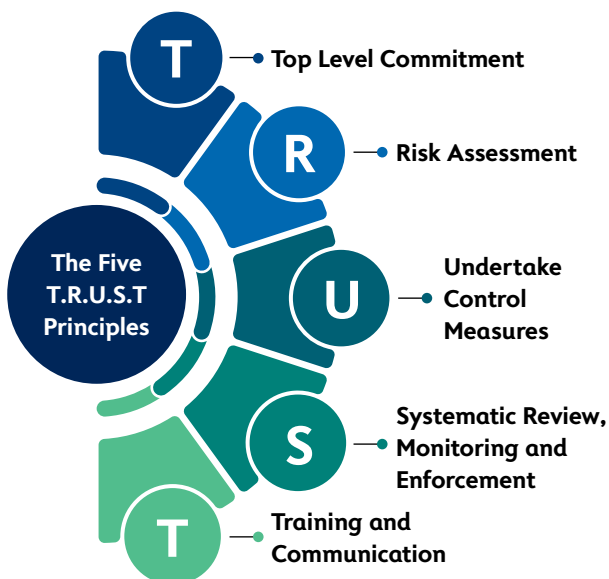 T
Top Level Commitment
R
Risk Assessment
The Five
T.R.U.S.T
Principles
U
Undertake
Control
Measures
S
Systematic Review,
Monitoring and
Enforcement
T
Training and
Communication